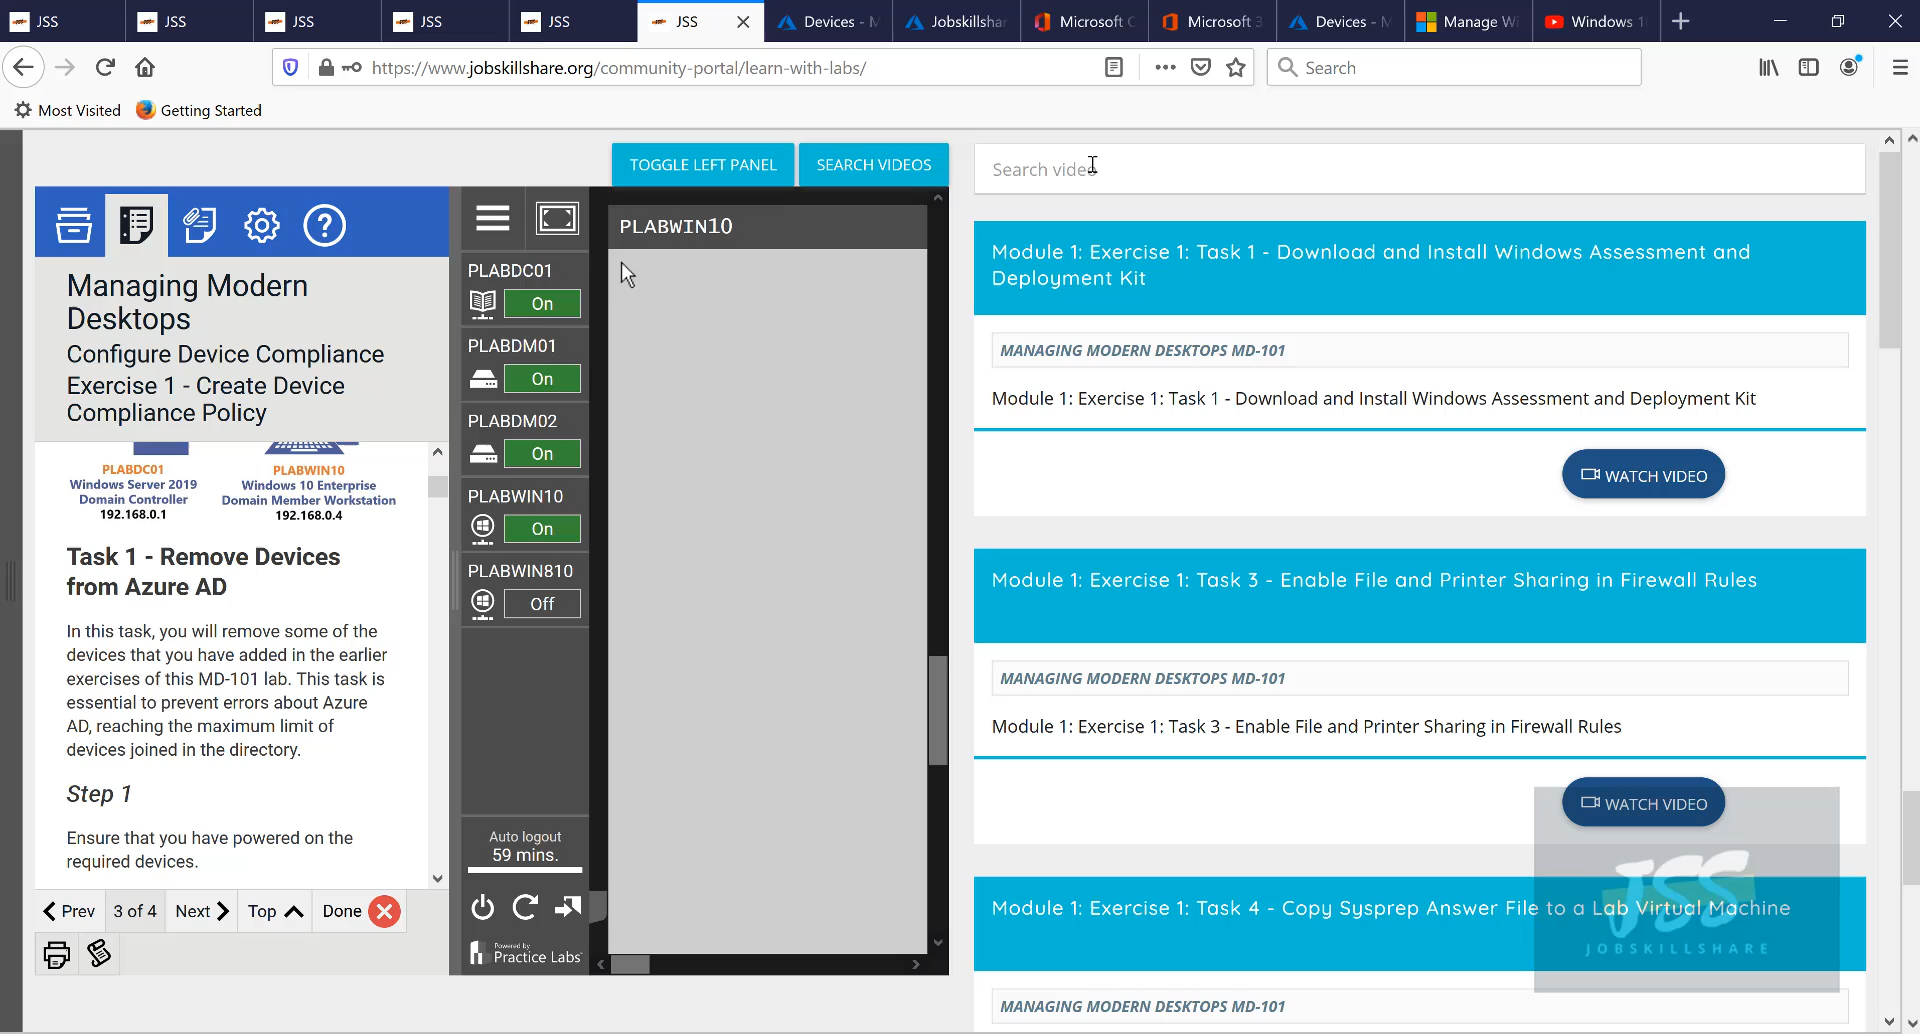 JSS
JSS
JSS
JSS
JSS
JSS
Devices - M
Jobskillshar
Microsoft
Microsoft 3
Devices - M
Manage Wi
Windows 1
https://www.jobskillshare.org/community-portal/learn-with-labs/
Search
Most Visited
Getting Started
TOGGLE LEFT PANEL
SEARCH VIDEOS
Search video
Managing Modern
Desktops
Configure Device Compliance
Exercise 1 - Create Device
Compliance Policy
PLABDC01
Windows Server 2019
Domain Controller
192.168.0.1
PLABWIN10
Windows 10 Enterprise
Domain Member Workstation
192.168.0.4
Task 1 - Remove Devices
from Azure AD
In this task, you will remove some of the
devices that you have added in the earlier
exercises of this MD-101 lab. This task is
essential to prevent errors about Azure
AD, reaching the maximum limit of
devices joined in the directory.
Step 1
Ensure that you have powered on the
required devices.
Prev
3 of 4
Next
Top
Done
PLABDC01
On
PLABDM01
On
PLABDM02
On
PLABWIN10
On
PLABWIN810
Off
Auto logout
59 mins.
Powered by
Practice Labs
PLABWIN10
Module 1: Exercise 1: Task 1 - Download and Install Windows Assessment and
Deployment Kit
MANAGING MODERN DESKTOPS MD-101
Module 1: Exercise 1: Task 1 - Download and Install Windows Assessment and Deployment Kit
WATCH VIDEO
Module 1: Exercise 1: Task 3 - Enable File and Printer Sharing in Firewall Rules
MANAGING MODERN DESKTOPS MD-101
Module 1: Exercise 1: Task 3 - Enable File and Printer Sharing in Firewall Rules
WATCH VIDEO
Module 1: Exercise 1: Task 4 - Copy Sysprep Answer File to a Lab Virtual Machine
MANAGING MODERN DESKTOPS MD-101
JSS
JOBSKILLSHARE